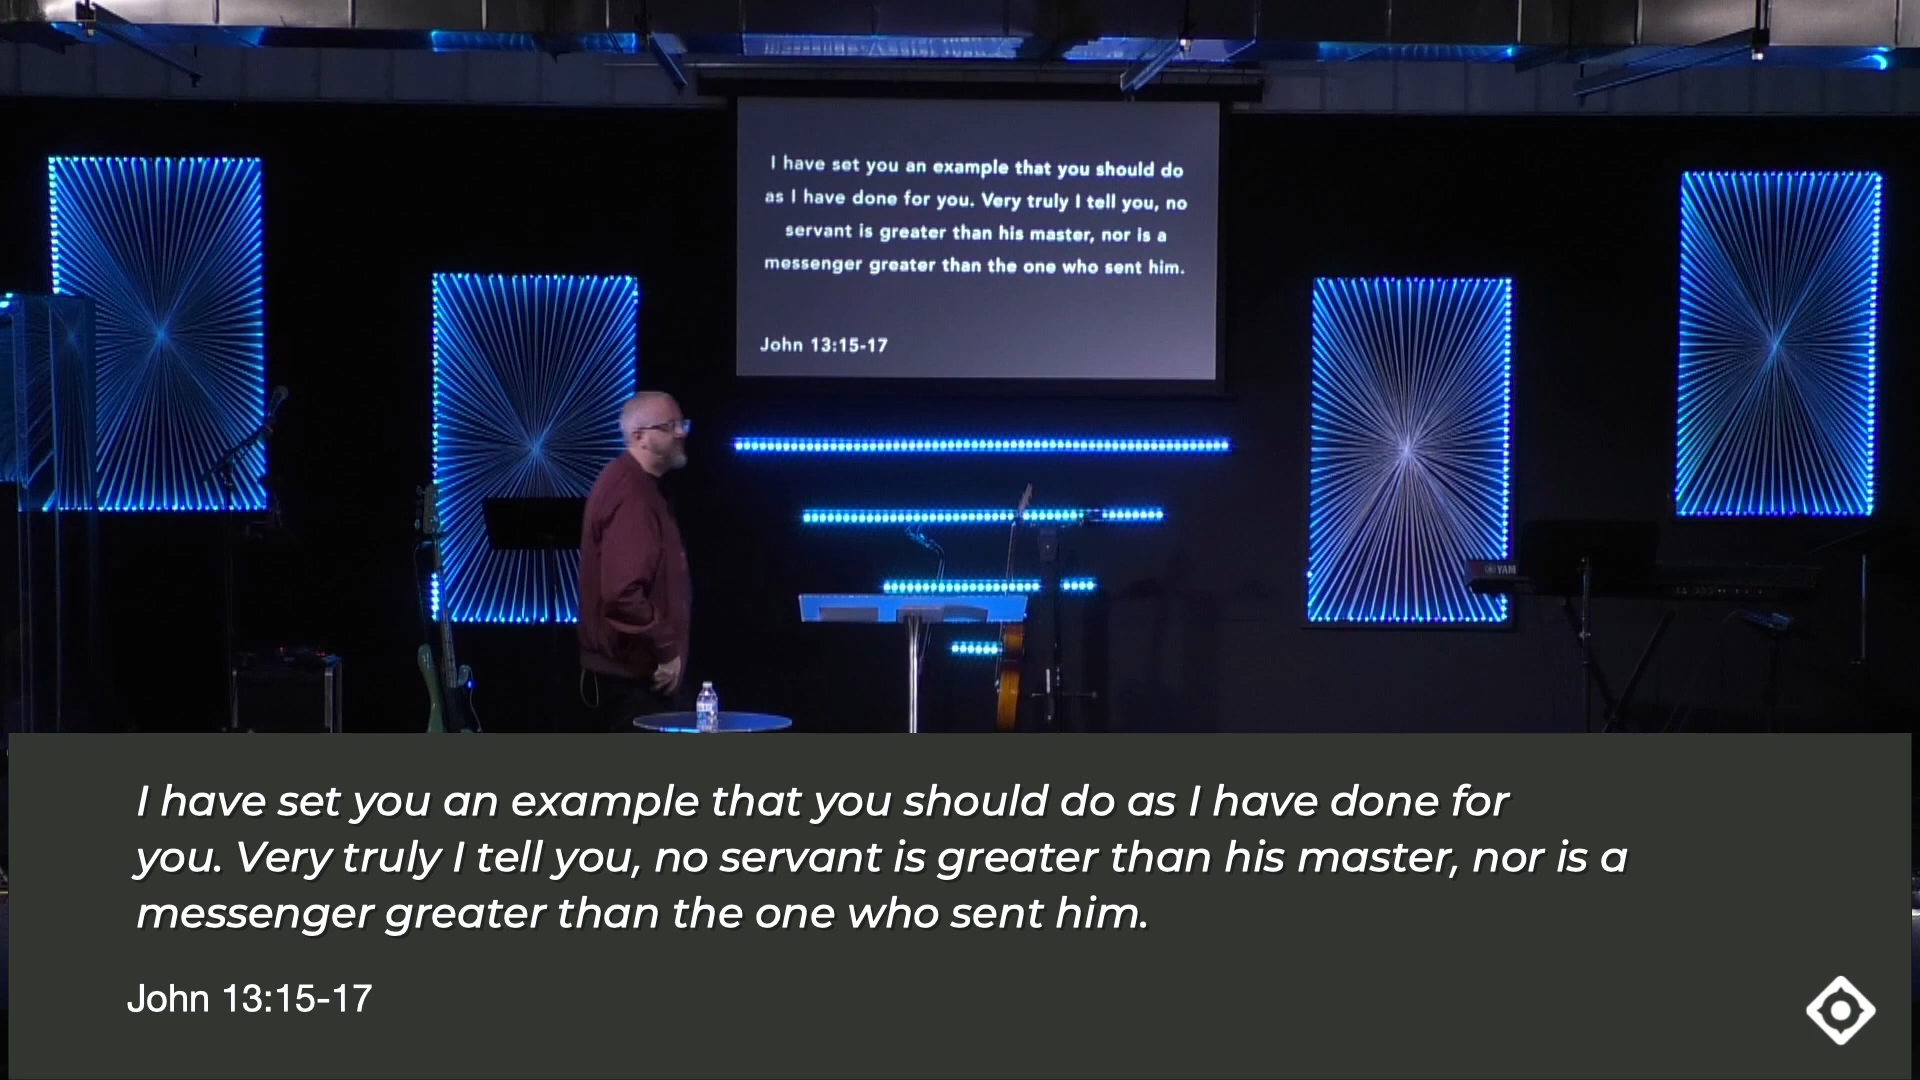 I have set you an example that you should do
as I have done for you. Very truly I tell you, no
servant is greater than his master, nor is a
messenger greater than the one who sent him.
John 13:15-17
YAM
I have set you an example that you should do as I have done for
you. Very truly I tell you, no servant is greater than his master, nor is a
messenger greater than the one who sent him.
John 13:15-17